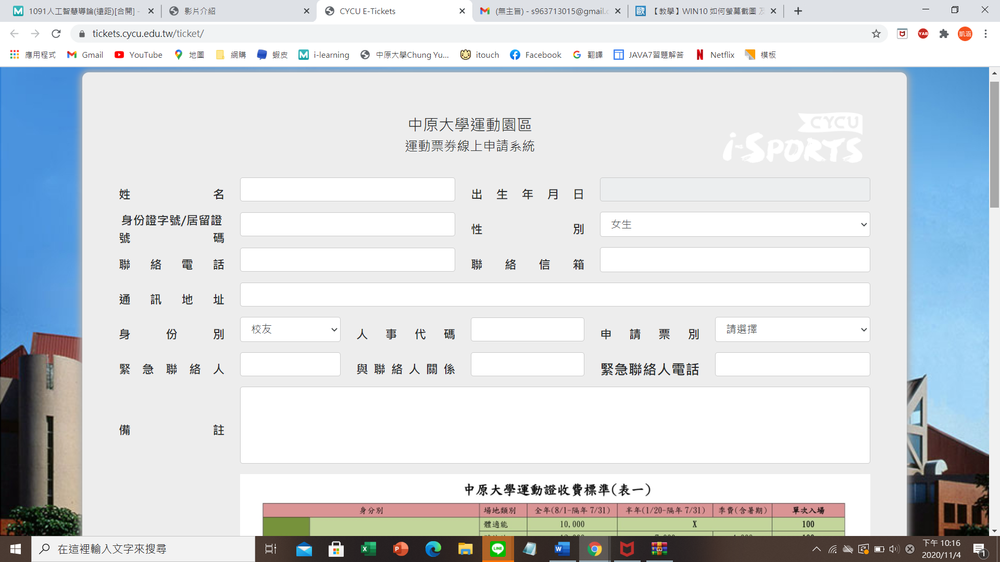 1091人工智慧導論(遠距)[合開] -
影片介紹
CYCU E-Tickets
(無主旨) - s963713015@gmail.c
【教學】WIN10 如何螢幕截圖 及
tickets.cycu.edu.tw/ticket/
YAB
凱涵
應用程式
Gmail
YouTube
地圖
網購
蝦皮
i-learning
中原大學Chung Yu...
itouch
Facebook
翻譯
JAVA7習題解答
Netflix
模板
中原大學運動園區
運動票券線上申請系統
CYCU
i-SPORTS
姓名
出生年月日
身份證字號/居留證
號碼
性別
女生
聯絡電話
聯絡信箱
通訊地址
身份別
校友
人事代碼
申請票別
請選擇
緊急聯絡人
與聯絡人關係
緊急聯絡人電話
備註
中原大學運動證收費標準(表一)
身分別 場地類別 全年(8/1-隔年 7/31) 半年(1/20-隔年 7/31) 季費(含暑期) 單次入場
體適能 10,000 X 100
在這裡輸入文字來搜尋
LINE
下午 10:16
2020/11/4
1